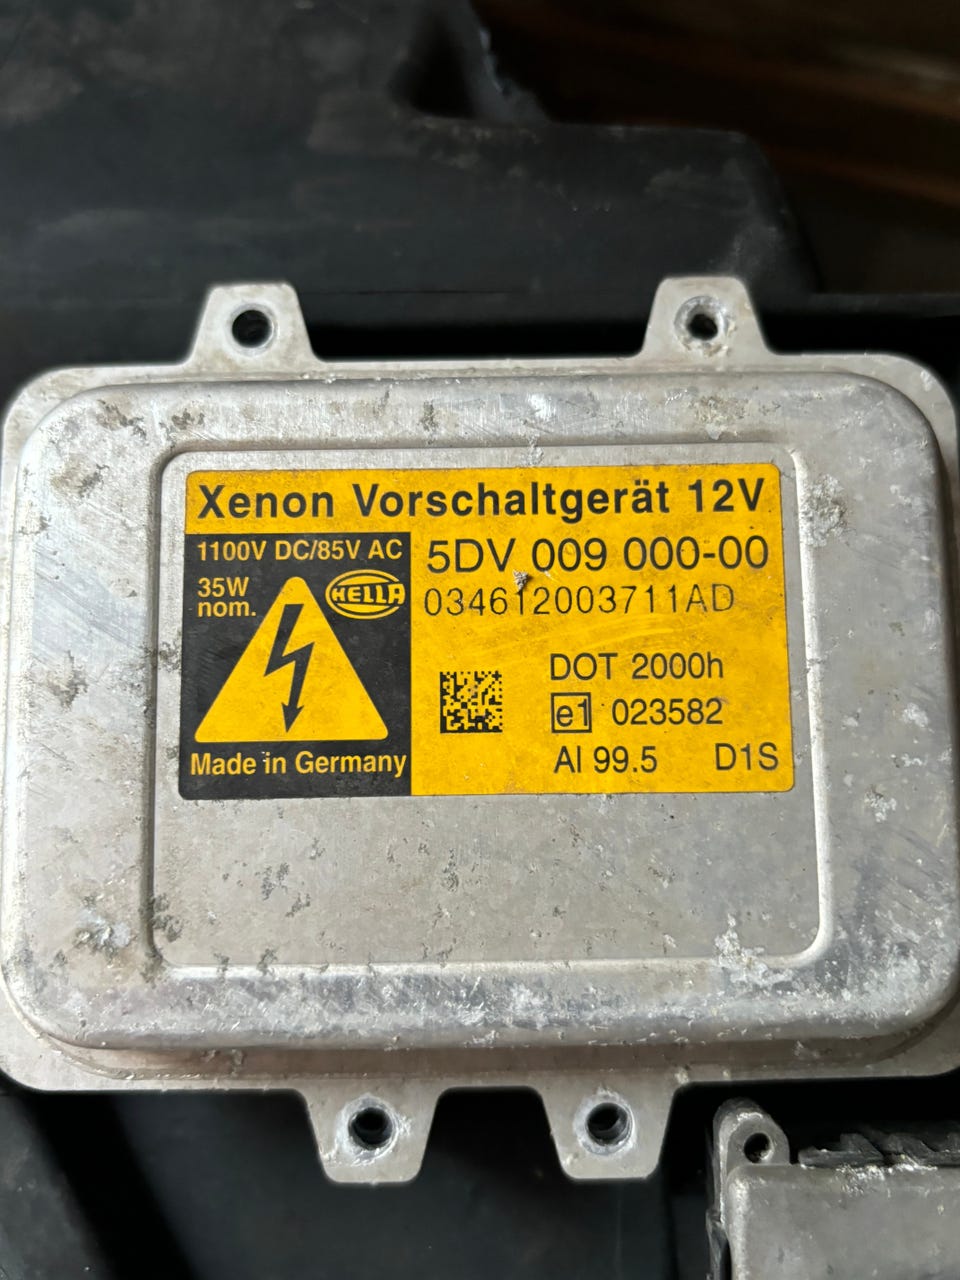 Xenon Vorschaltgerät 12V
1100V DC/85V AC
35W
nom.
HELLA
Made in Germany
5DV 009 000-00
034612003711AD
DOT 2000h
e1 023582
Al 99.5 D1S